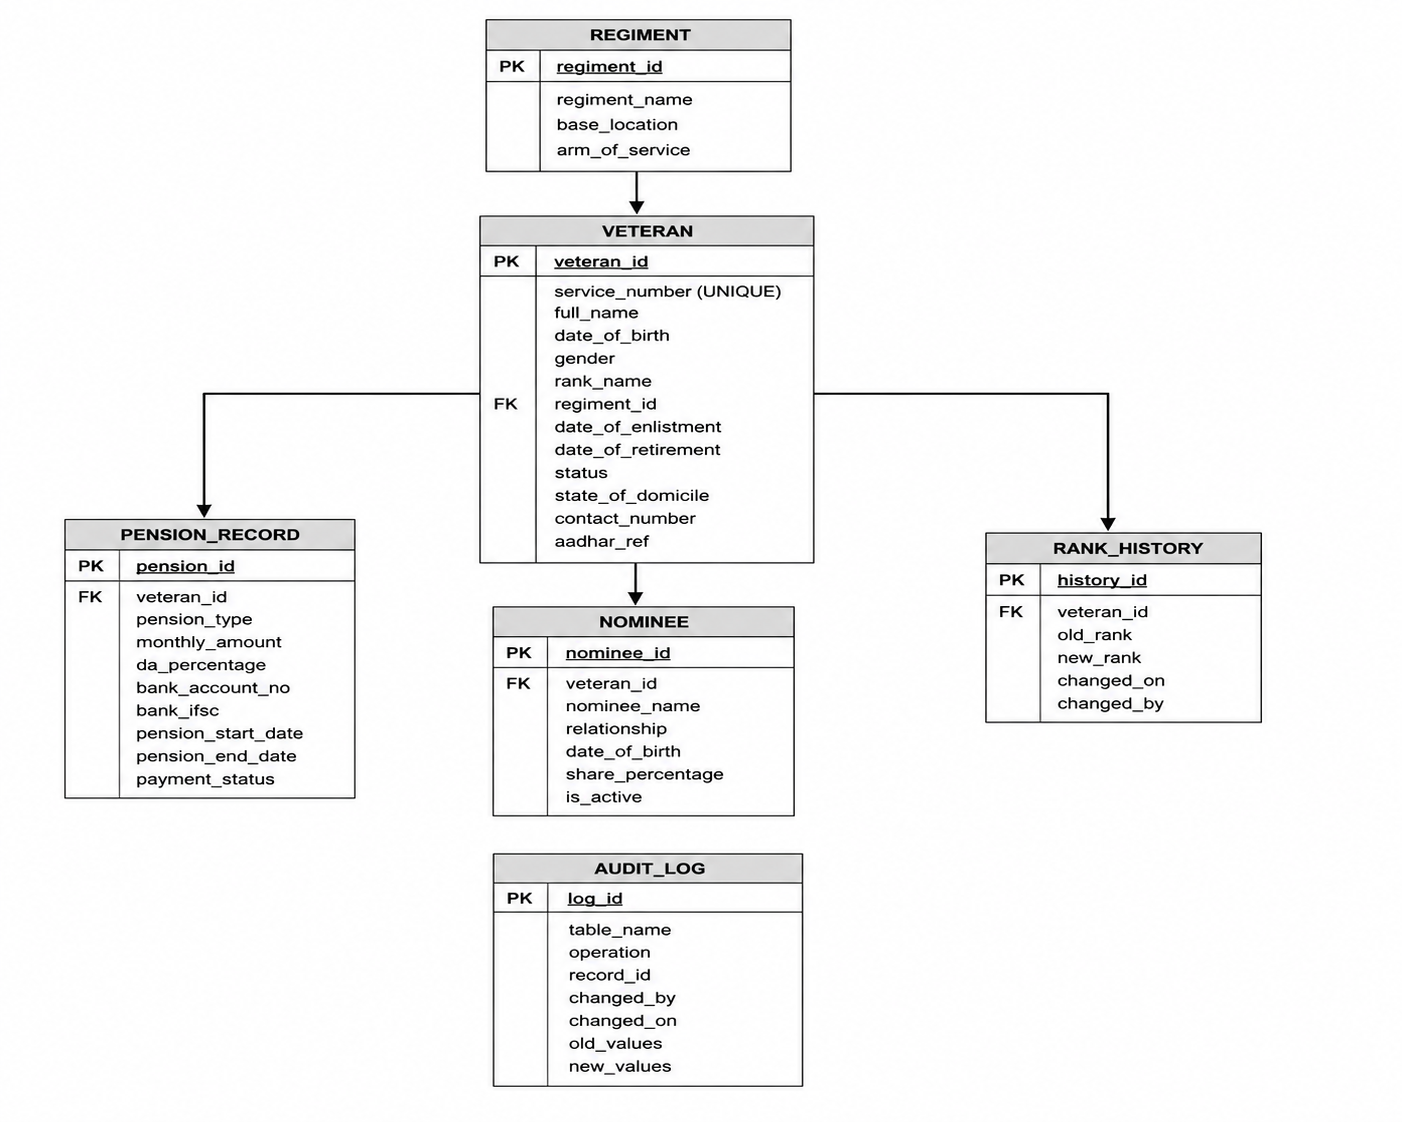 REGIMENT
PK regiment_id
regiment_name
base_location
arm_of_service
VETERAN
PK veteran_id
service_number (UNIQUE)
full_name
date_of_birth
gender
rank_name
FK regiment_id
date_of_enlistment
date_of_retirement
status
state_of_domicile
contact_number
aadhar_ref
PENSION_RECORD
PK pension_id
FK veteran_id
pension_type
monthly_amount
da_percentage
bank_account_no
bank_ifsc
pension_start_date
pension_end_date
payment_status
NOMINEE
PK nominee_id
FK veteran_id
nominee_name
relationship
date_of_birth
share_percentage
is_active
RANK_HISTORY
PK history_id
FK veteran_id
old_rank
new_rank
changed_on
changed_by
AUDIT_LOG
PK log_id
table_name
operation
record_id
changed_by
changed_on
old_values
new_values